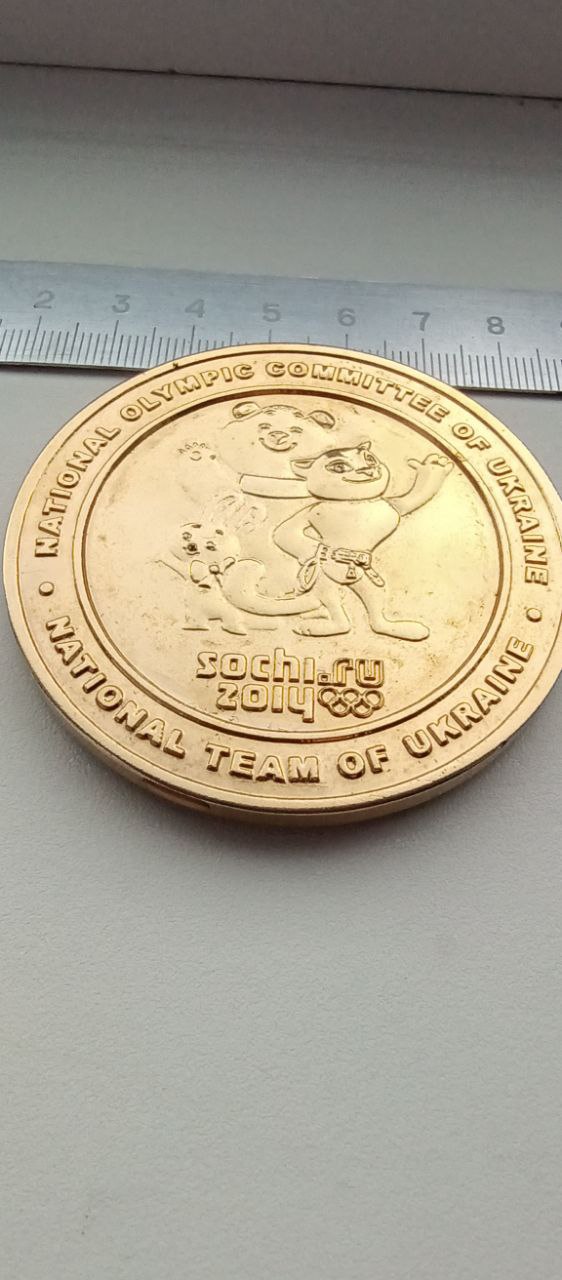 2 3 4 5 6 7 8
NATIONAL OLYMPIC COMMITTEE OF UKRAINE
sochi.ru
2014
• NATIONAL TEAM OF UKRAINE •